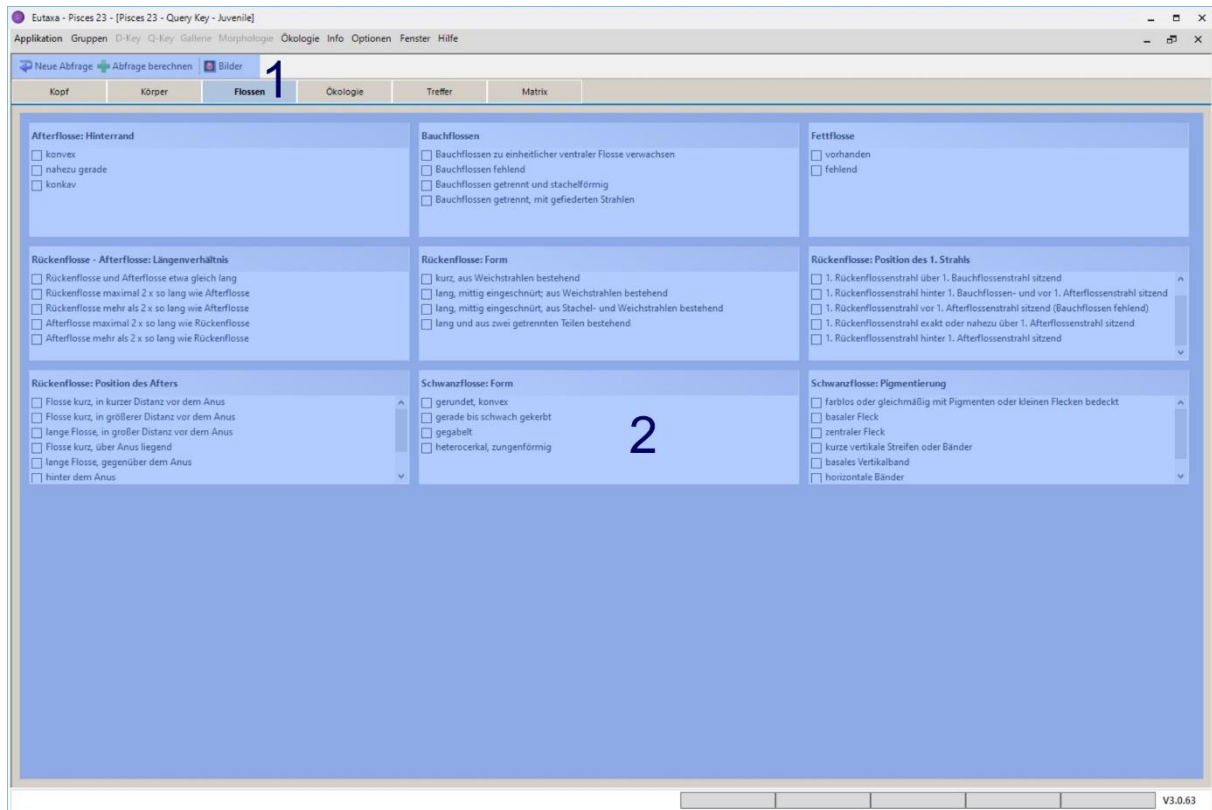 Eutaxa - Pisces 23 - [Pisces 23 - Query Key - Juvenile]
Applikation Gruppen D-Key Q-Key Gallerie Morphologie Ökologie Info Optionen Fenster Hilfe
Neue Abfrage Abfrage berechnen Bilder
1
Kopf Körper Flossen Ökologie Treffer Matrix
Afterflosse: Hinterrand
konvex
nahezu gerade
konkav
Bauchflossen
Bauchflossen zu einheitlicher ventraler Flosse verwachsen
Bauchflossen fehlend
Bauchflossen getrennt und stachelförmig
Bauchflossen getrennt, mit gefiederten Strahlen
Fettflosse
vorhanden
fehlend
Rückenflosse - Afterflosse: Längenverhältnis
Rückenflosse und Afterflosse etwa gleich lang
Rückenflosse maximal 2 x so lang wie Afterflosse
Rückenflosse mehr als 2 x so lang wie Afterflosse
Afterflosse maximal 2 x so lang wie Rückenflosse
Afterflosse mehr als 2 x so lang wie Rückenflosse
Rückenflosse: Form
kurz, aus Weichstrahlen bestehend
lang, mittig eingeschnürt; aus Weichstrahlen bestehend
lang, mittig eingeschnürt, aus Stachel- und Weichstrahlen bestehend
lang und aus zwei getrennten Teilen bestehend
Rückenflosse: Position des 1. Strahls
1. Rückenflossenstrahl über 1. Bauchflossenstrahl sitzend
1. Rückenflossenstrahl hinter 1. Bauchflossen- und vor 1. Afterflossenstrahl sitzend
1. Rückenflossenstrahl vor 1. Afterflossenstrahl sitzend (Bauchflossen fehlend)
1. Rückenflossenstrahl exakt oder nahezu über 1. Afterflossenstrahl sitzend
1. Rückenflossenstrahl hinter 1. Afterflossenstrahl sitzend
Rückenflosse: Position des Afters
Flosse kurz, in kurzer Distanz vor dem Anus
Flosse kurz, in größerer Distanz vor dem Anus
lange Flosse, in großer Distanz vor dem Anus
Flosse kurz, über Anus liegend
lange Flosse, gegenüber dem Anus
hinter dem Anus
Schwanzflosse: Form
gerundet, konvex
gerade bis schwach gekerbt
gegabelt
heterocerkal, zungenförmig
2
Schwanzflosse: Pigmentierung
farblos oder gleichmäßig mit Pigmenten oder kleinen Flecken bedeckt
basaler Fleck
zentraler Fleck
kurze vertikale Streifen oder Bänder
basales Vertikalband
horizontale Bänder
V3.0.63